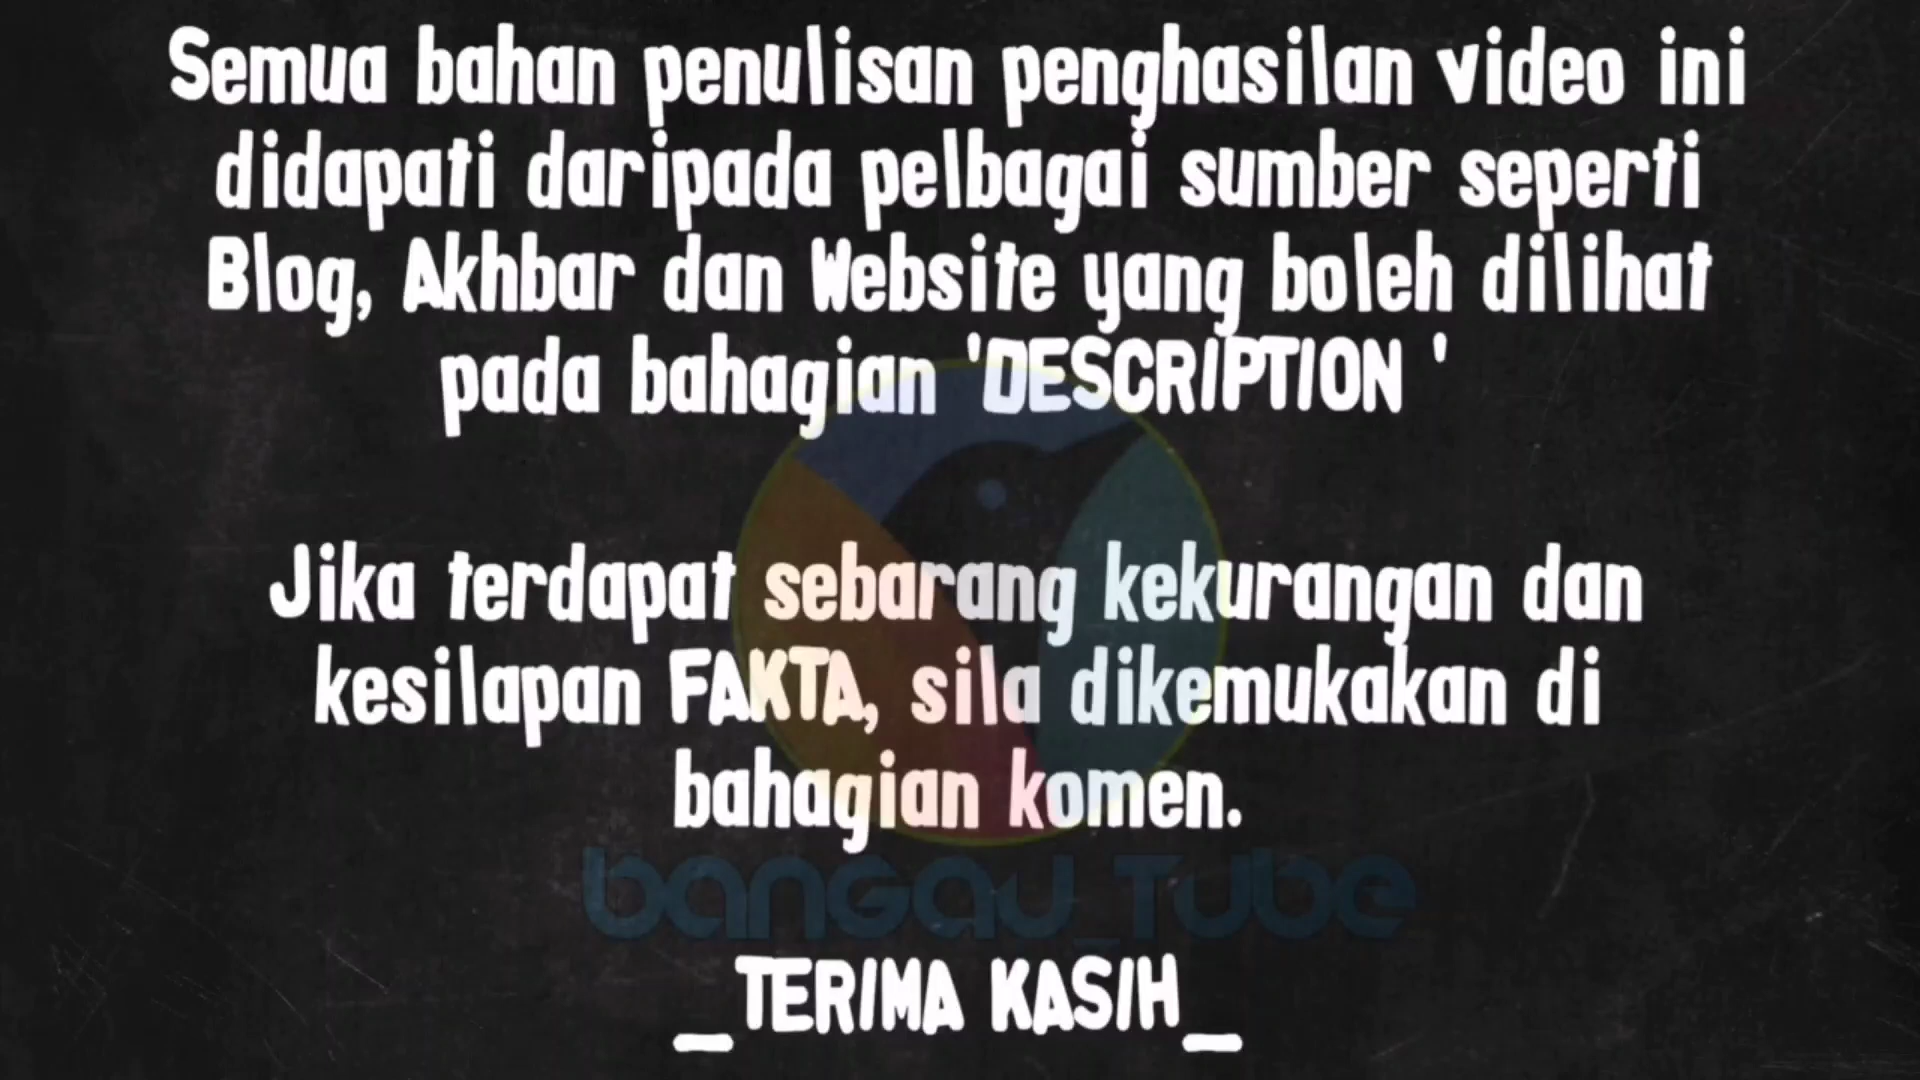 Semua bahan penulisan penghasilan video ini
didapati daripada pelbagai sumber seperti
Blog, Akhbar dan Website yang boleh dilihat
pada bahagian 'DESCRIPTION '
Jika terdapat sebarang kekurangan dan
kesilapan FAKTA, sila dikemukakan di
bahagian komen.
BANGAU_TUBE
_TERIMA KASIH_